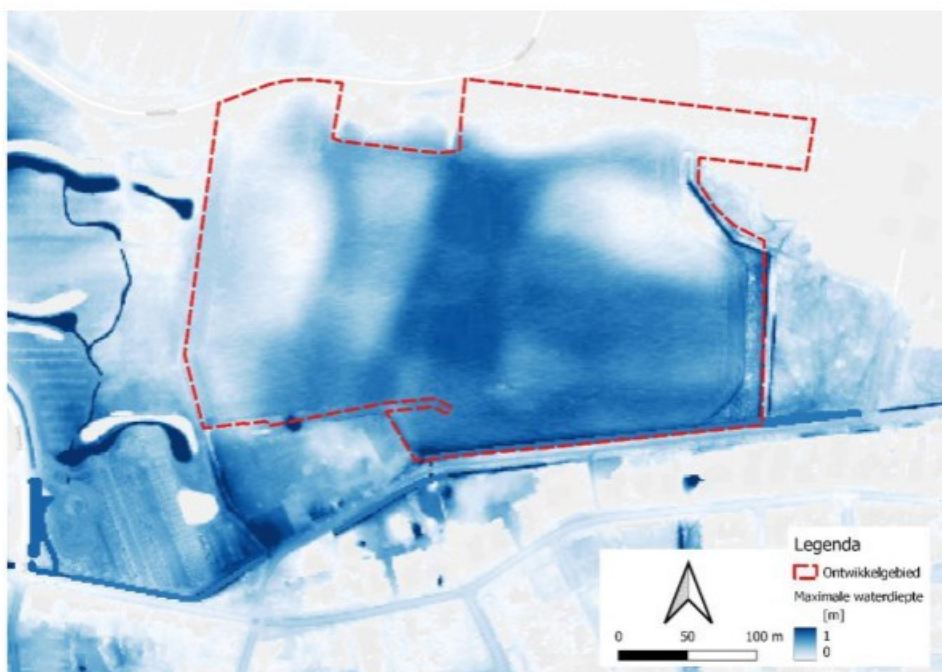 Legenda
Ontwikkelgebied
Maximale waterdiepte
[m]
1
0
0 50 100 m